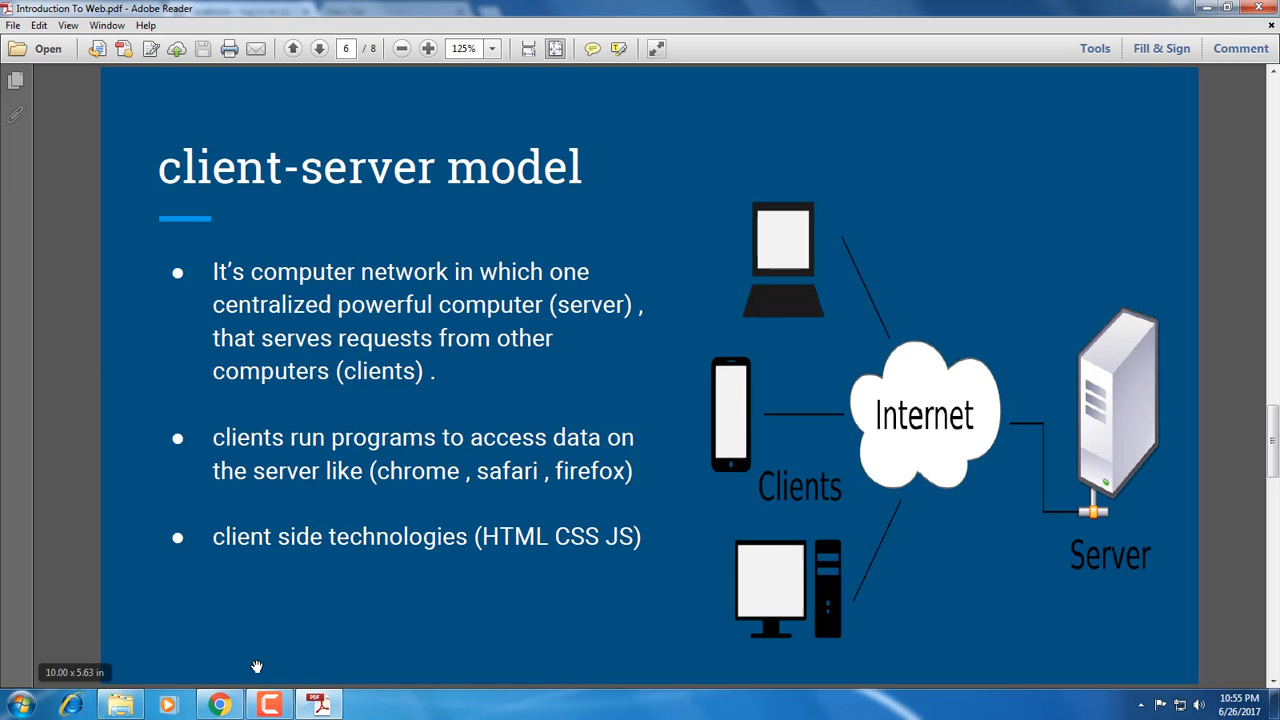 Introduction To Web.pdf - Adobe Reader
File Edit View Window Help
Open
6 / 8
125%
Tools Fill & Sign Comment
client-server model
● It's computer network in which one
centralized powerful computer (server) ,
that serves requests from other
computers (clients) .
● clients run programs to access data on
the server like (chrome , safari , firefox)
● client side technologies (HTML CSS JS)
Internet
Clients
Server
10.00 x 5.63 in
10:55 PM
6/26/2017